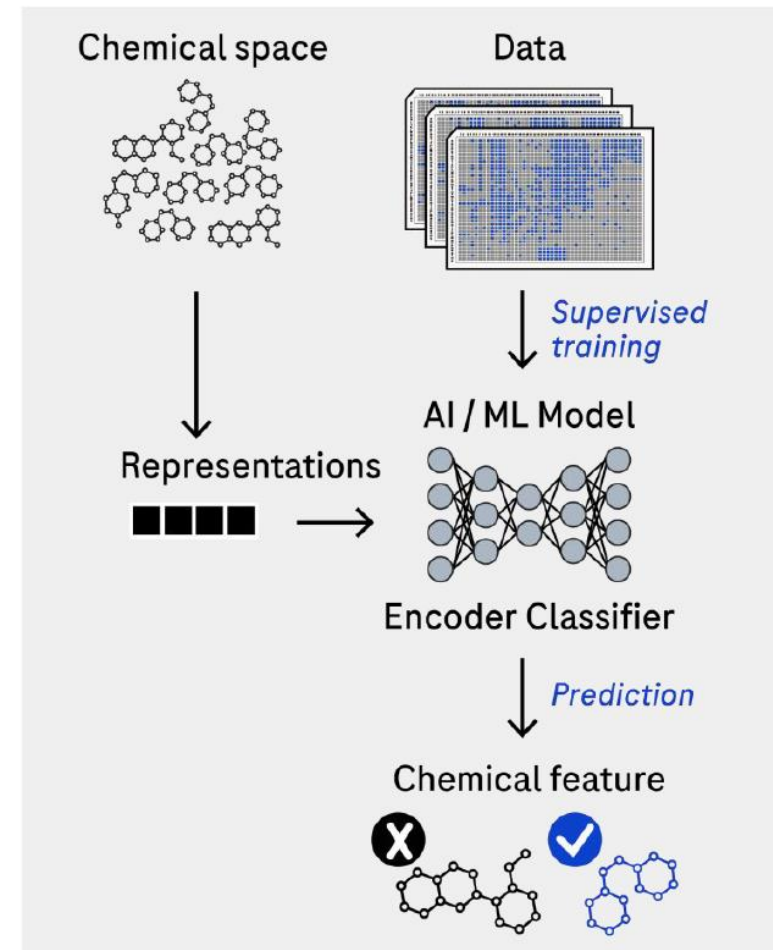 Chemical space
Data
Supervised
training
AI / ML Model
Representations
Encoder Classifier
Prediction
Chemical feature
X